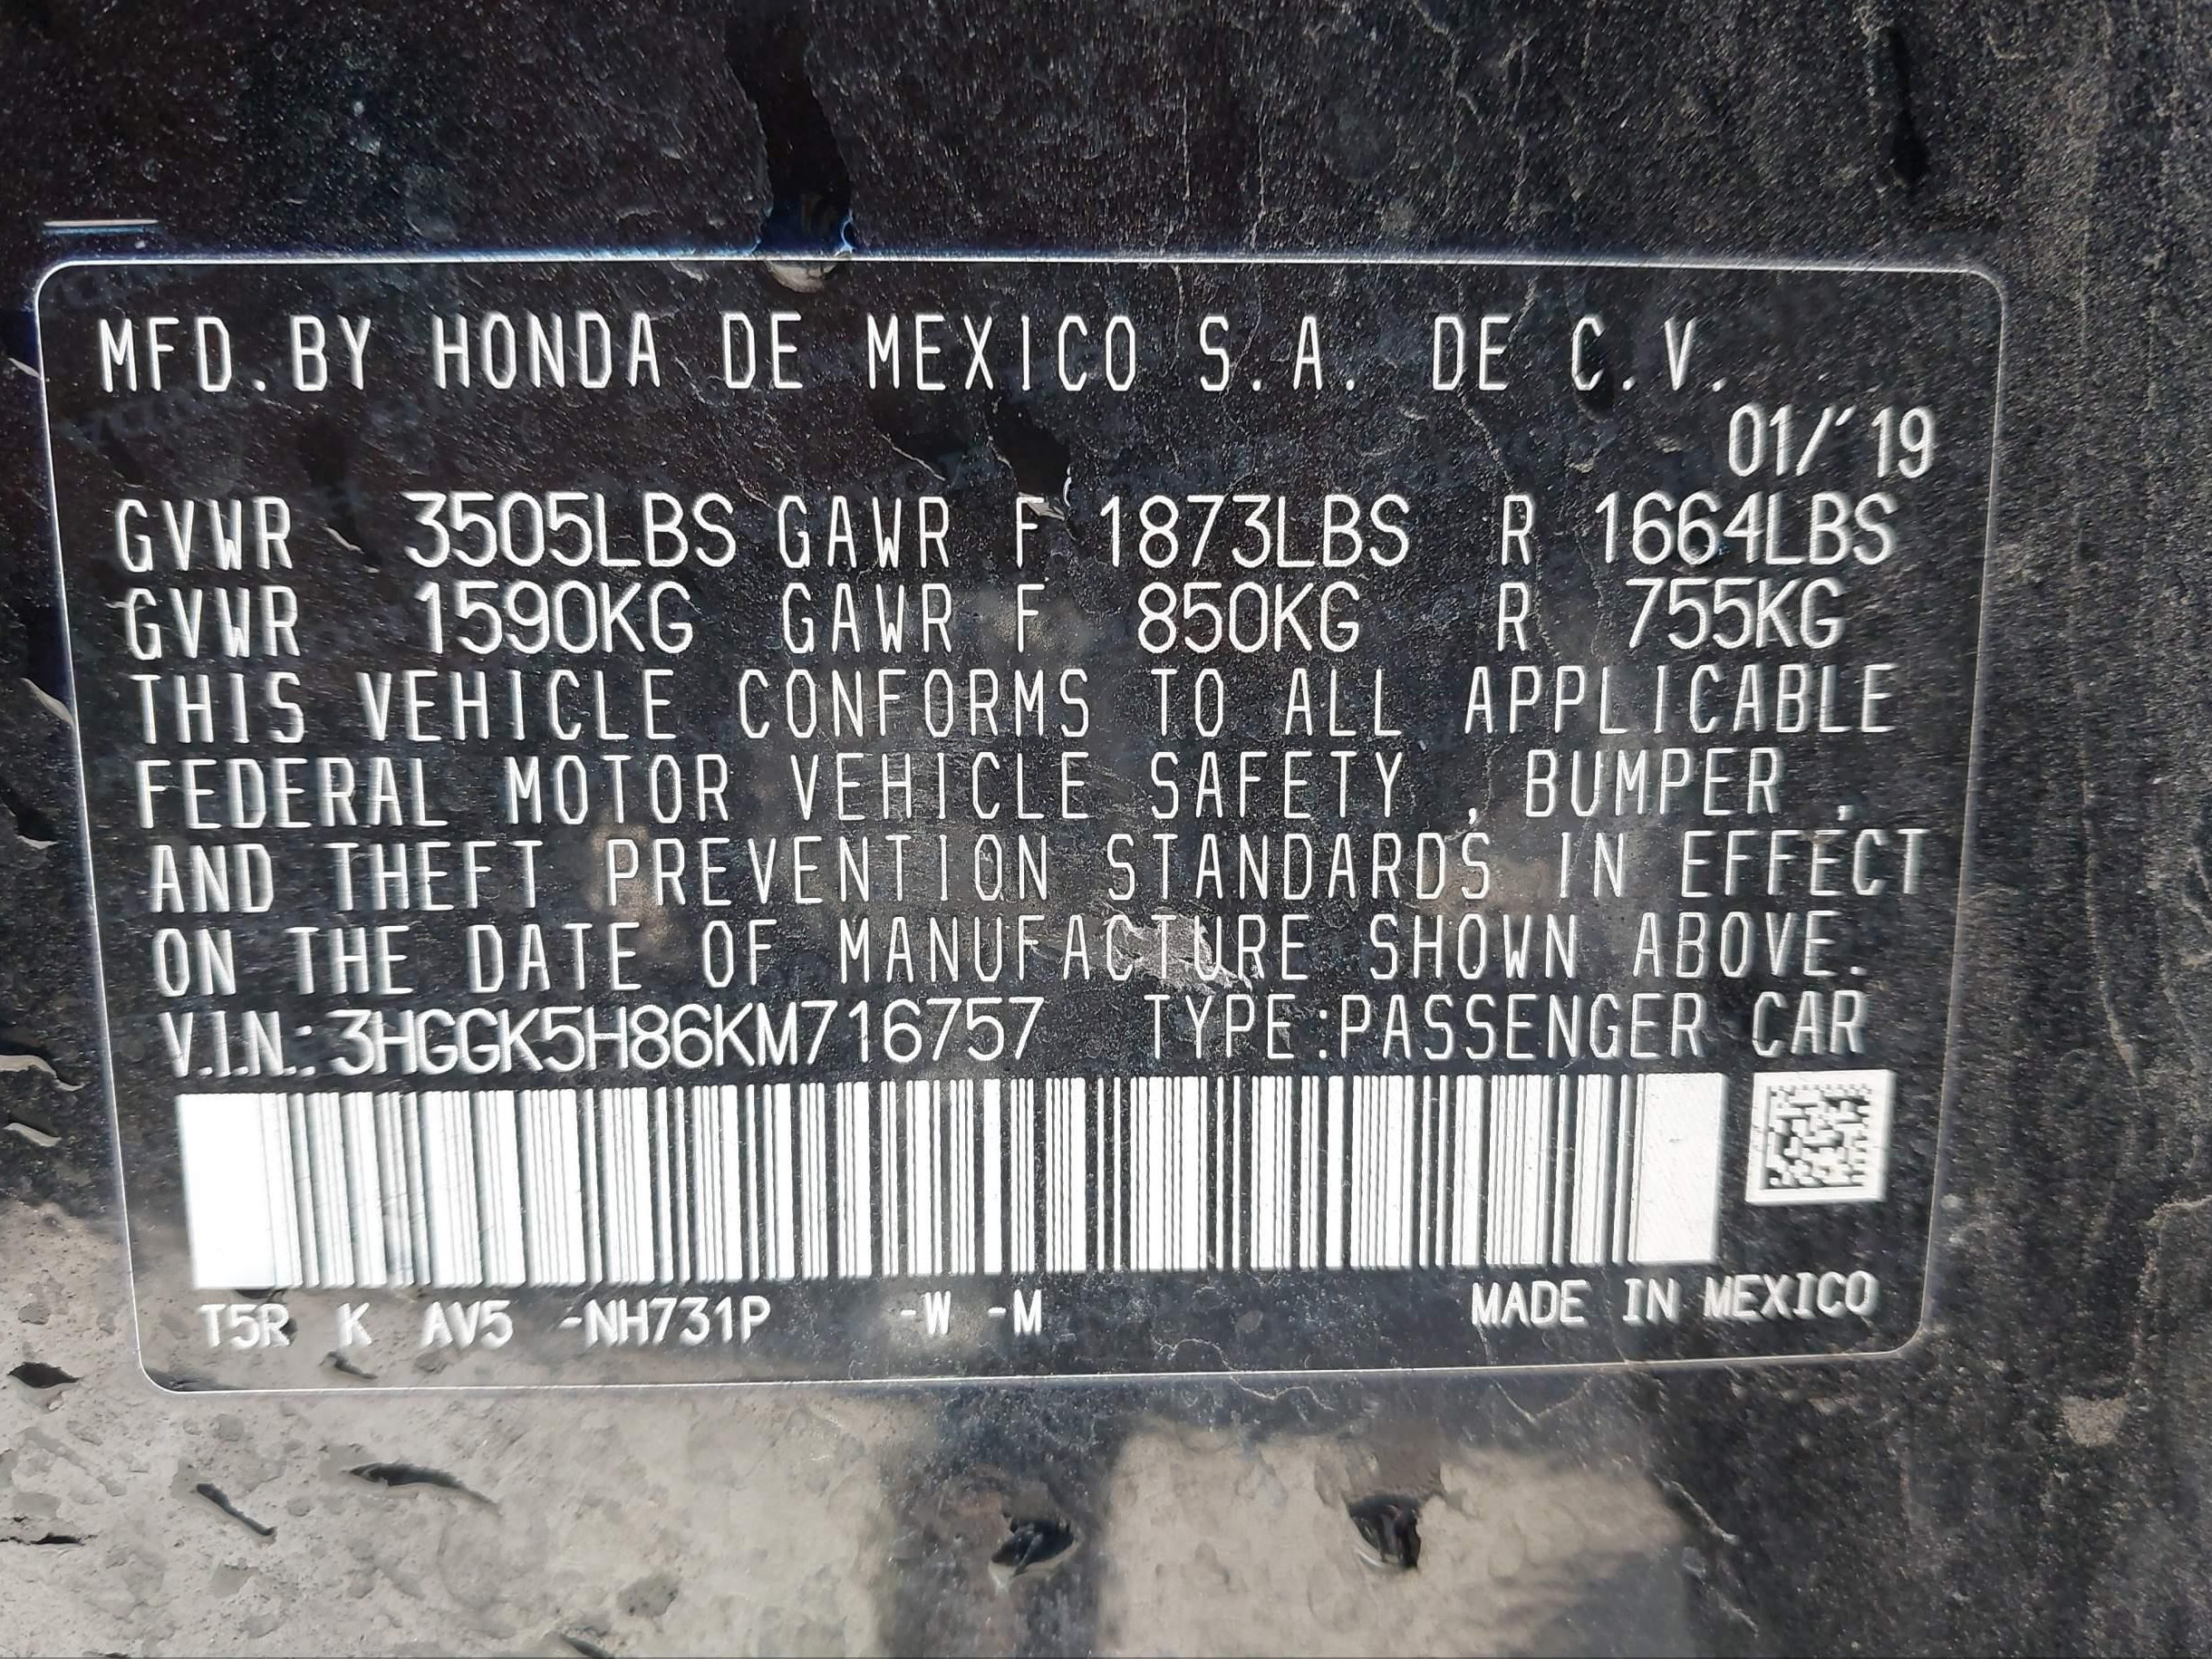 MFD.BY HONDA DE MEXICO S.A. DE C.V.
01/'19
GVWR 3505LBS GAWR F 1873LBS R 1664LBS
GVWR 1590KG GAWR F 850KG R 755KG
THIS VEHICLE CONFORMS TO ALL APPLICABLE
FEDERAL MOTOR VEHICLE SAFETY , BUMPER ,
AND THEFT PREVENTION STANDARDS IN EFFECT
ON THE DATE OF MANUFACTURE SHOWN ABOVE.
V.I.N.: 3HGGK5H86KM716757 TYPE:PASSENGER CAR
T5R K AV5 -NH731P -W -M MADE IN MEXICO